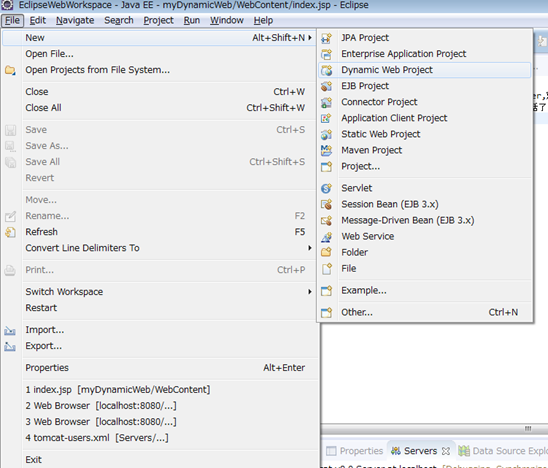 EclipseWebWorkspace - Java EE - myDynamicWeb/WebContent/index.jsp - Eclipse
File Edit Navigate Search Project Run Window Help
New Alt+Shift+N
Open File...
Open Projects from File System...
Close Ctrl+W
Close All Ctrl+Shift+W
Save Ctrl+S
Save As...
Save All Ctrl+Shift+S
Revert
Move...
Rename... F2
Refresh F5
Convert Line Delimiters To
Print... Ctrl+P
Switch Workspace
Restart
Import...
Export...
Properties Alt+Enter
1 index.jsp [myDynamicWeb/WebContent]
2 Web Browser [localhost:8080/...]
3 Web Browser [localhost:8080/...]
4 tomcat-users.xml [Servers/...]
Exit
JPA Project
Enterprise Application Project
Dynamic Web Project
EJB Project
Connector Project
Application Client Project
Static Web Project
Maven Project
Project...
Servlet
Session Bean (EJB 3.x)
Message-Driven Bean (EJB 3.x)
Web Service
Folder
File
Example...
Other... Ctrl+N
Properties Servers Data Source Explo